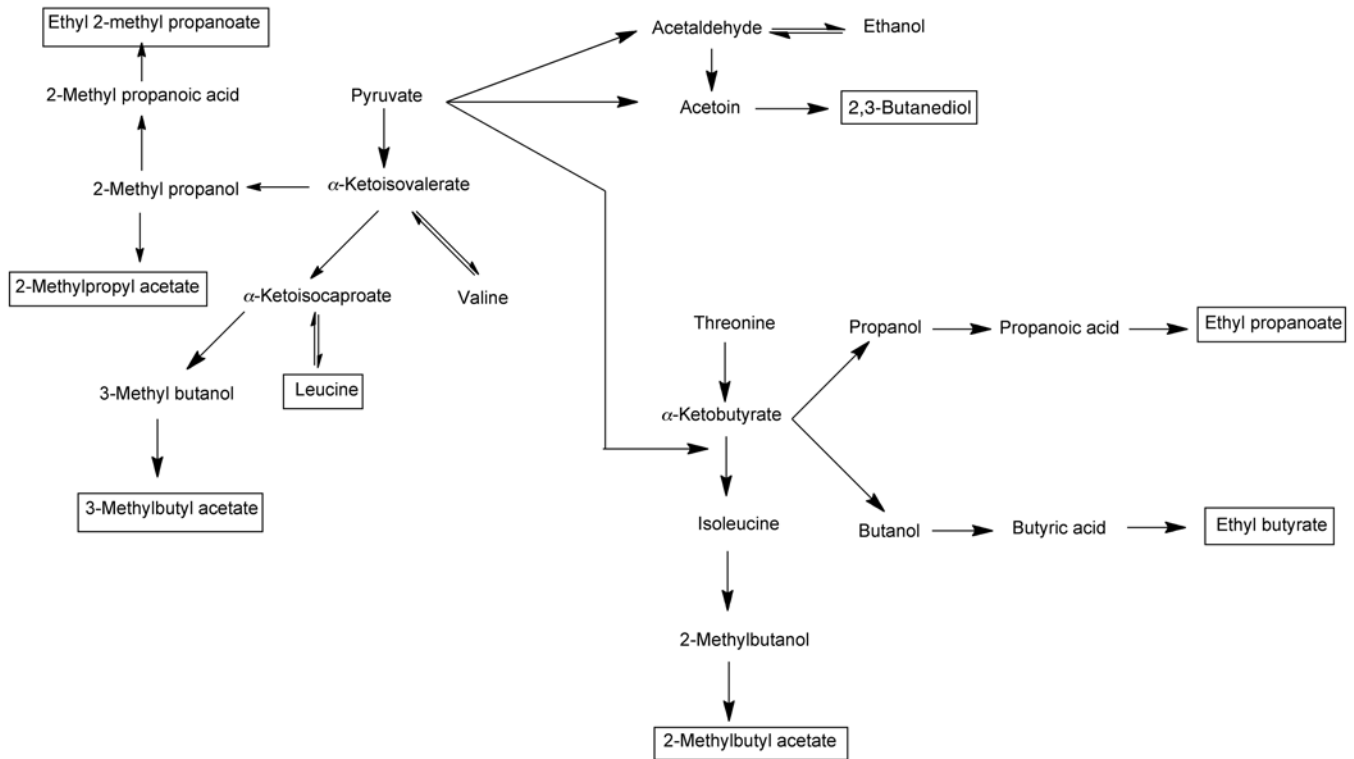 Ethyl 2-methyl propanoate
Acetaldehyde
Ethanol
2-Methyl propanoic acid
Pyruvate
Acetoin
2,3-Butanediol
2-Methyl propanol
α-Ketoisovalerate
2-Methylpropyl acetate
α-Ketoisocaproate
Valine
Threonine
Propanol
Propanoic acid
Ethyl propanoate
3-Methyl butanol
Leucine
α-Ketobutyrate
3-Methylbutyl acetate
Isoleucine
Butanol
Butyric acid
Ethyl butyrate
2-Methylbutanol
2-Methylbutyl acetate